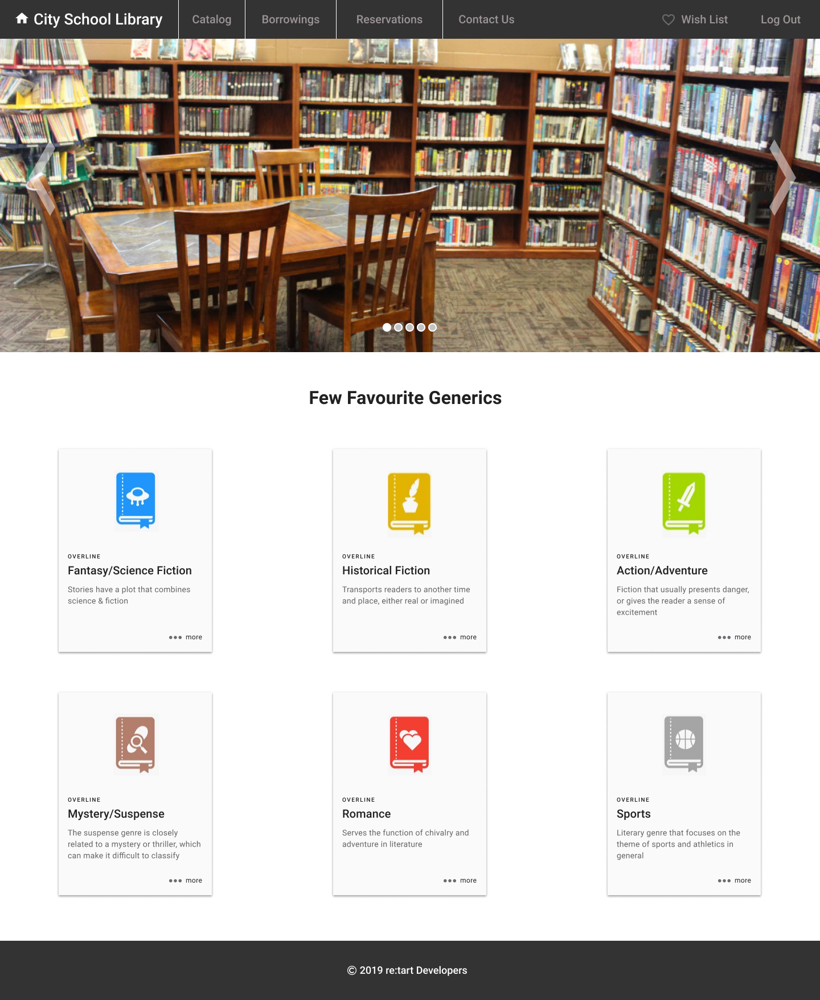 City School Library
Catalog
Borrowings
Reservations
Contact Us
Wish List
Log Out
Few Favourite Generics
OVERLINE
Fantasy/Science Fiction
Stories have a plot that combines
science & fiction
more
OVERLINE
Historical Fiction
Transports readers to another time
and place, either real or imagined
more
OVERLINE
Action/Adventure
Fiction that usually presents danger,
or gives the reader a sense of
excitement
more
OVERLINE
Mystery/Suspense
The suspense genre is closely
related to a mystery or thriller, which
can make it difficult to classify
more
OVERLINE
Romance
Serves the function of chivalry and
adventure in literature
more
OVERLINE
Sports
Literary genre that focuses on the
theme of sports and athletics in
general
more
© 2019 re:tart Developers